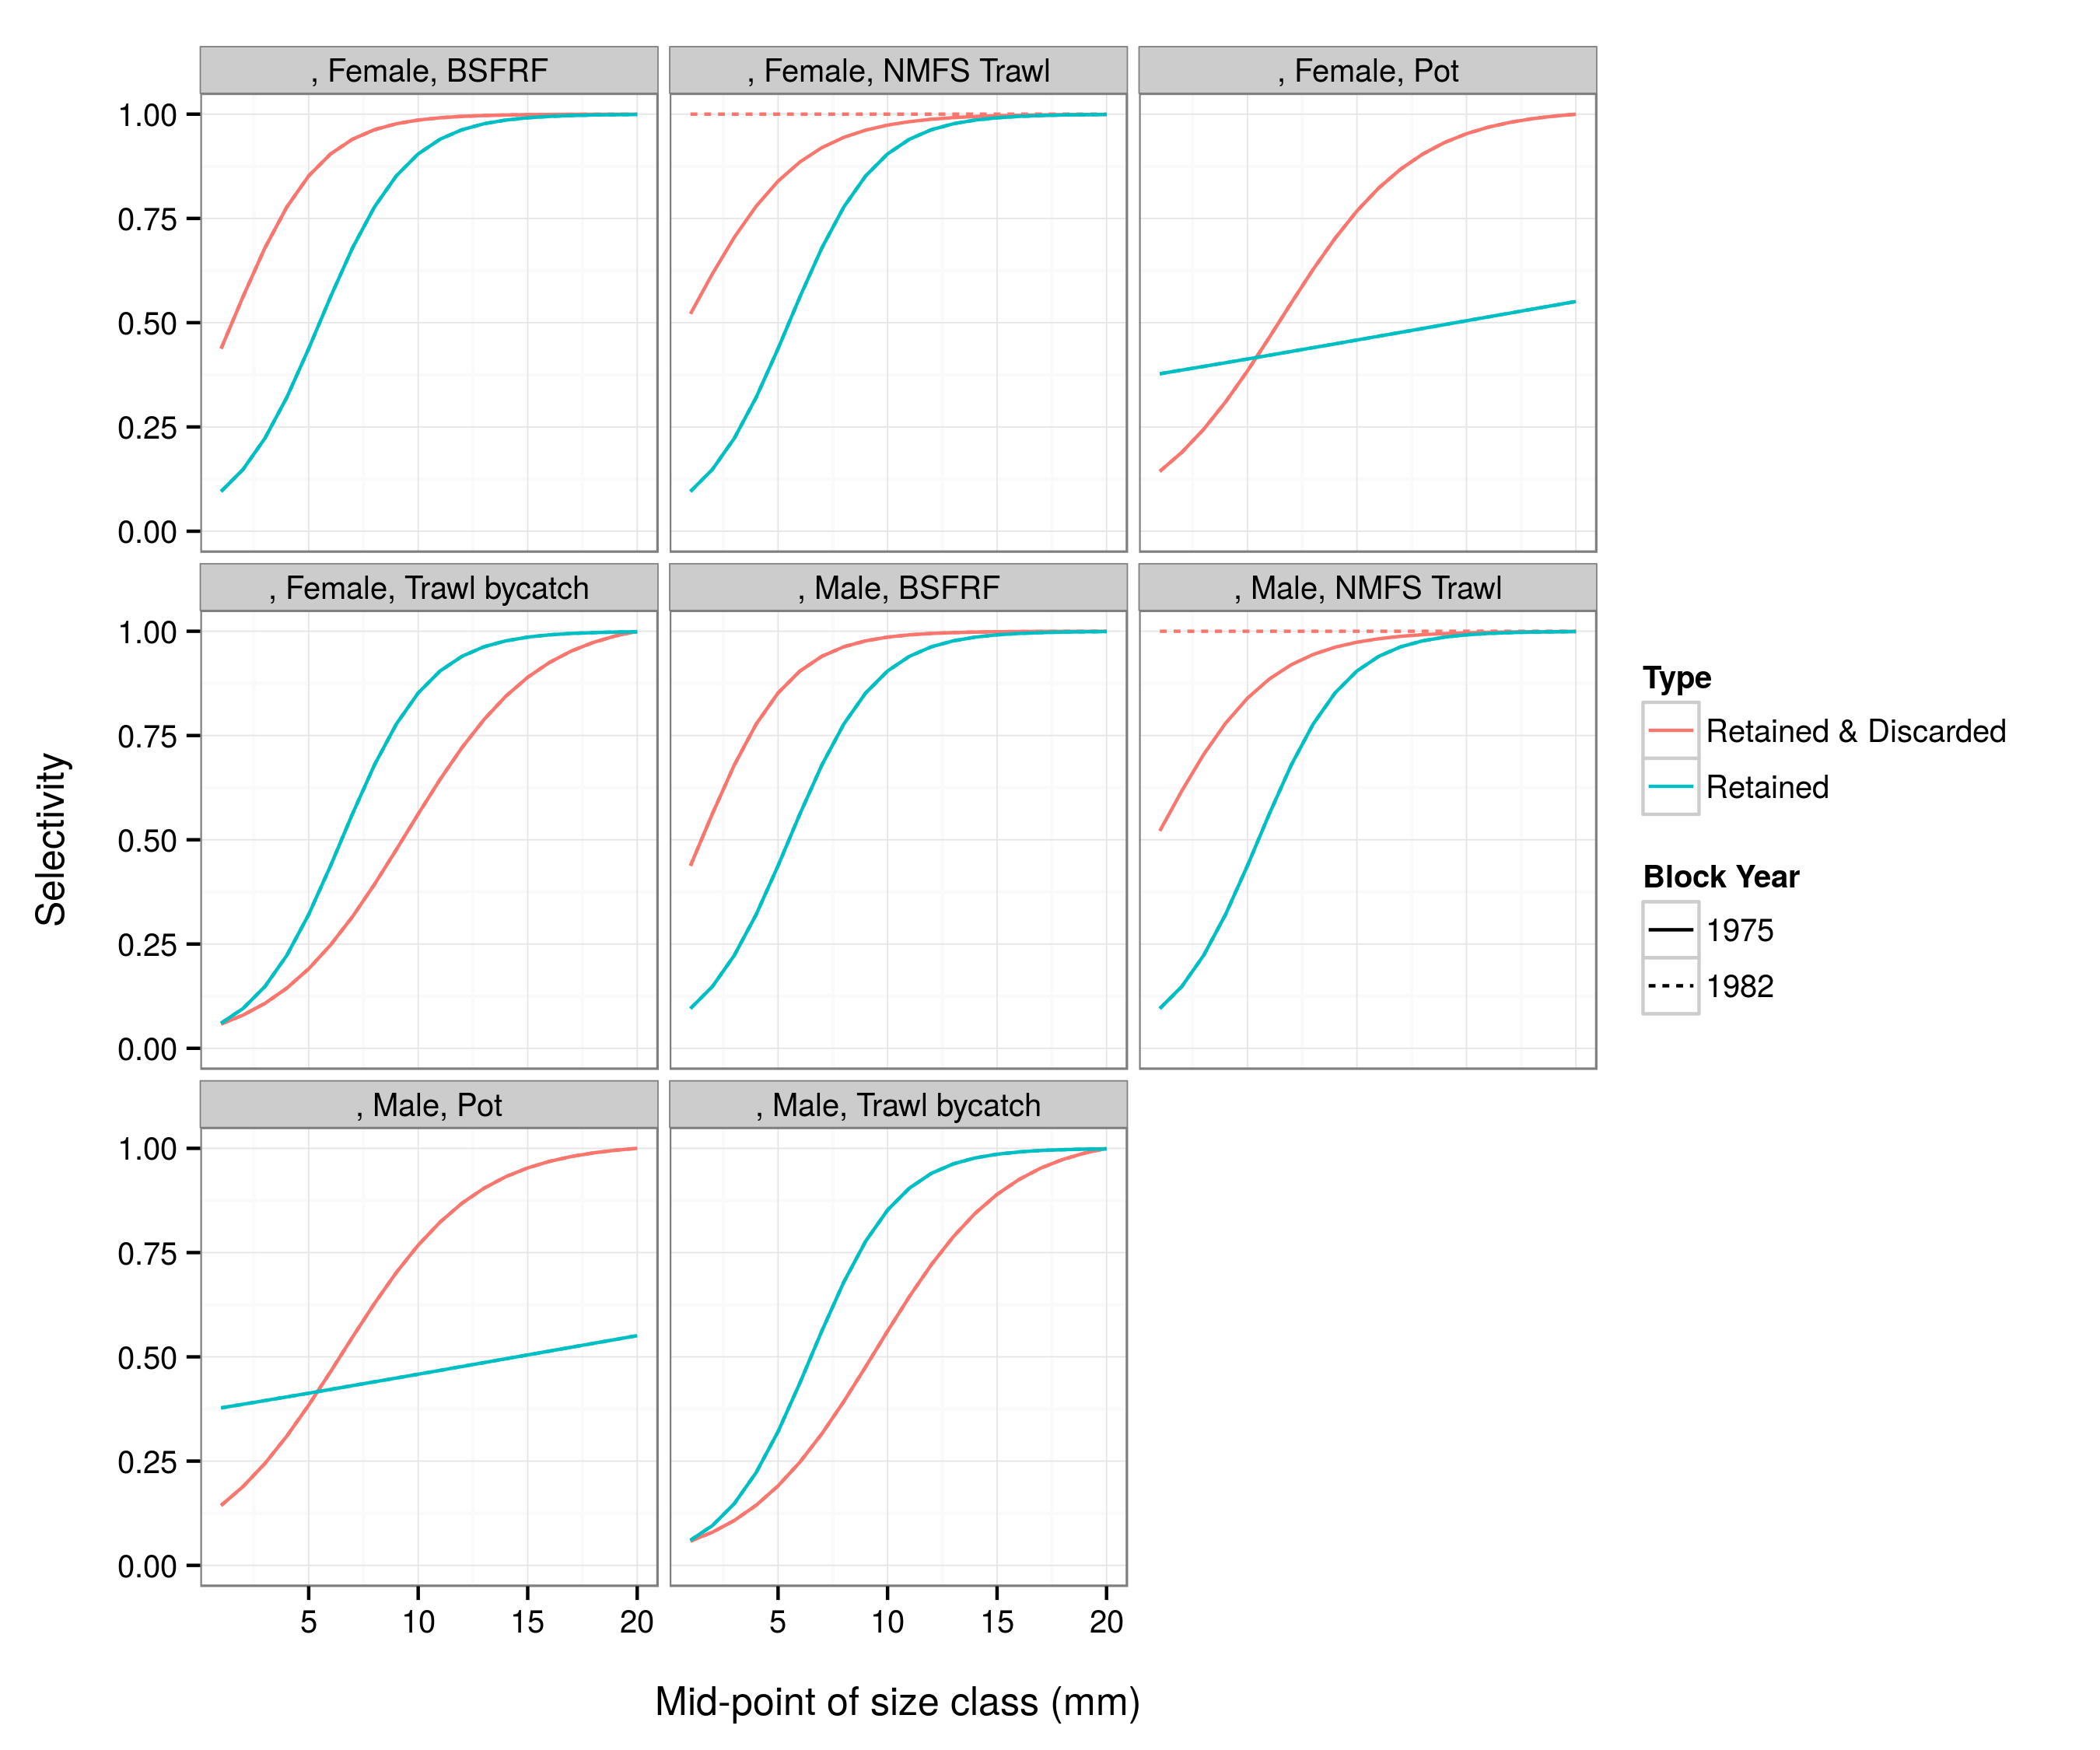 , Female, BSFRF
, Female, NMFS Trawl
, Female, Pot
1.00
0.75
0.50
0.25
0.00
, Female, Trawl bycatch
, Male, BSFRF
, Male, NMFS Trawl
1.00
0.75
0.50
0.25
0.00
, Male, Pot
, Male, Trawl bycatch
1.00
0.75
0.50
0.25
0.00
5 10 15 20
5 10 15 20
Mid-point of size class (mm)
Selectivity
Type
Retained & Discarded
Retained
Block Year
1975
1982